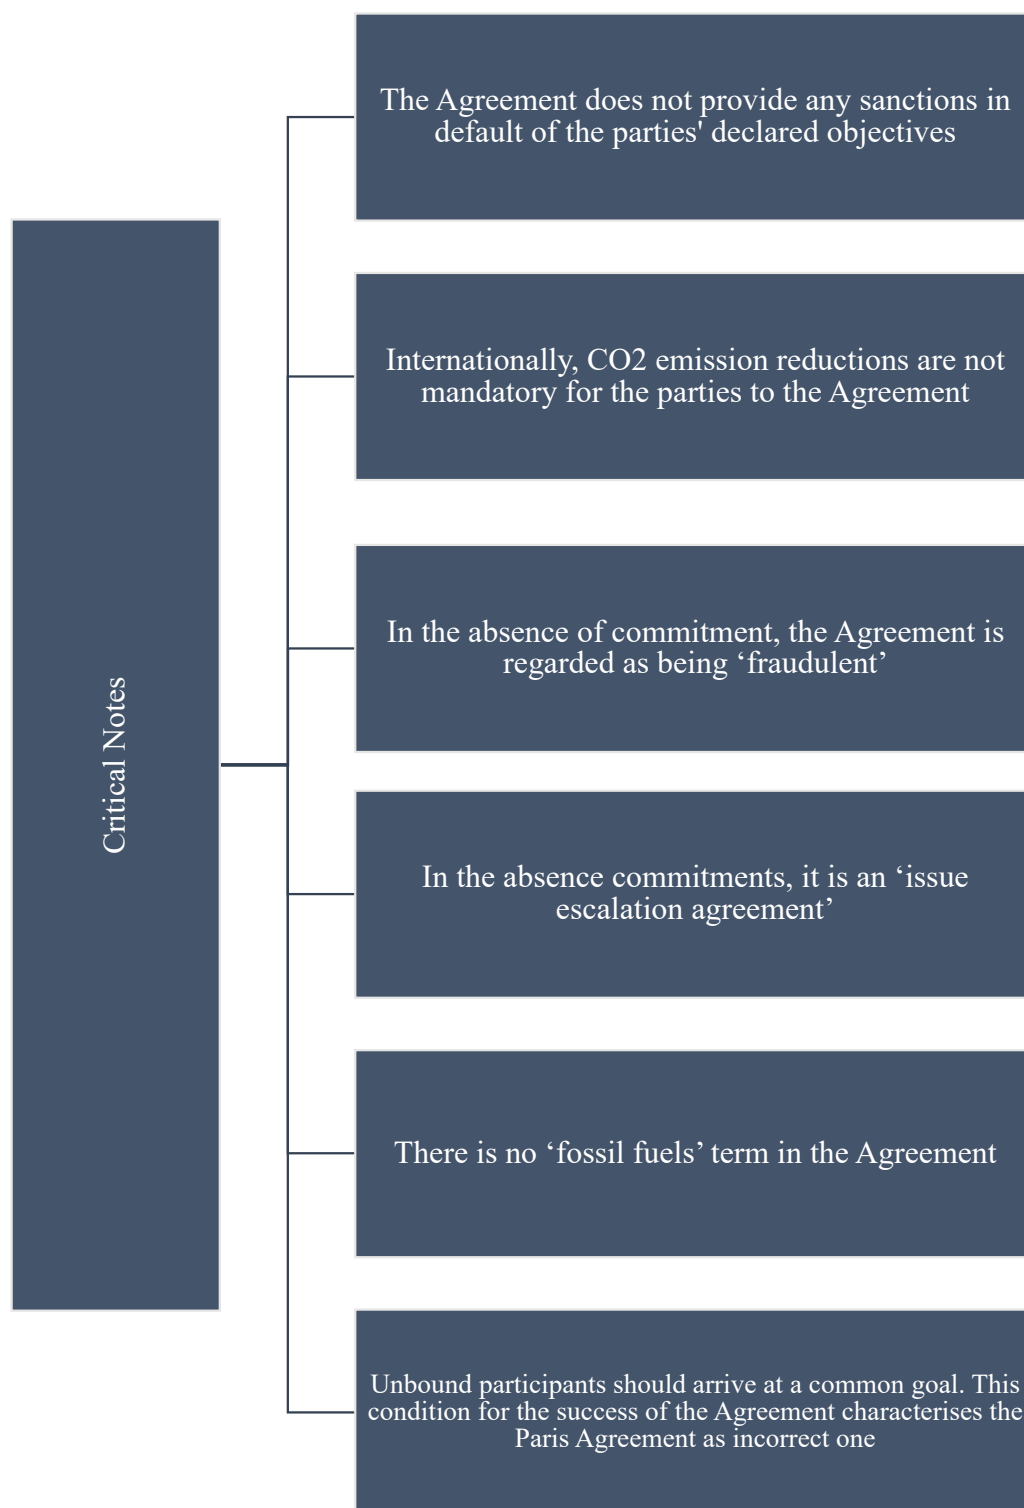 Critical Notes
The Agreement does not provide any sanctions in
default of the parties' declared objectives
Internationally, CO2 emission reductions are not
mandatory for the parties to the Agreement
In the absence of commitment, the Agreement is
regarded as being ‘fraudulent’
In the absence commitments, it is an ‘issue
escalation agreement’
There is no ‘fossil fuels’ term in the Agreement
Unbound participants should arrive at a common goal. This
condition for the success of the Agreement characterises the
Paris Agreement as incorrect one